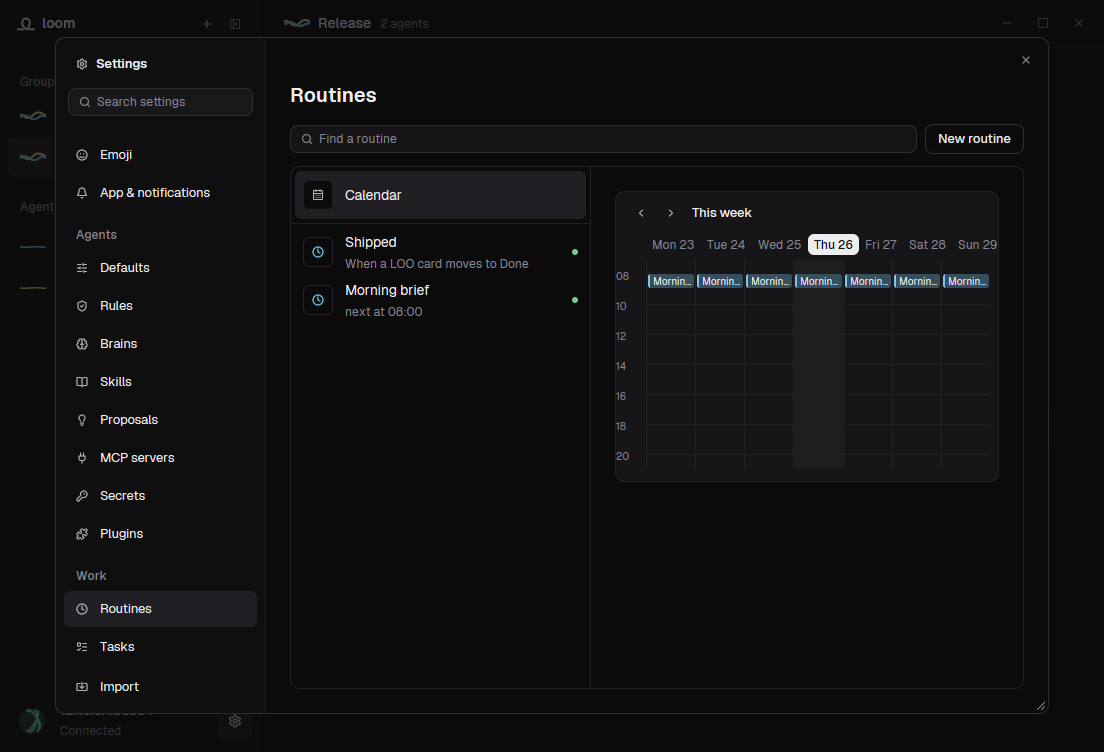 loom
Release 2 agents
Group
Agent
Connected
Settings
Search settings
Emoji
App & notifications
Agents
Defaults
Rules
Brains
Skills
Proposals
MCP servers
Secrets
Plugins
Work
Routines
Tasks
Import
Routines
Find a routine
New routine
Calendar
Shipped
When a LOO card moves to Done
Morning brief
next at 08:00
This week
Mon 23 Tue 24 Wed 25 Thu 26 Fri 27 Sat 28 Sun 29
08 Mornin... Mornin... Mornin... Mornin... Mornin... Mornin... Mornin...
10
12
14
16
18
20